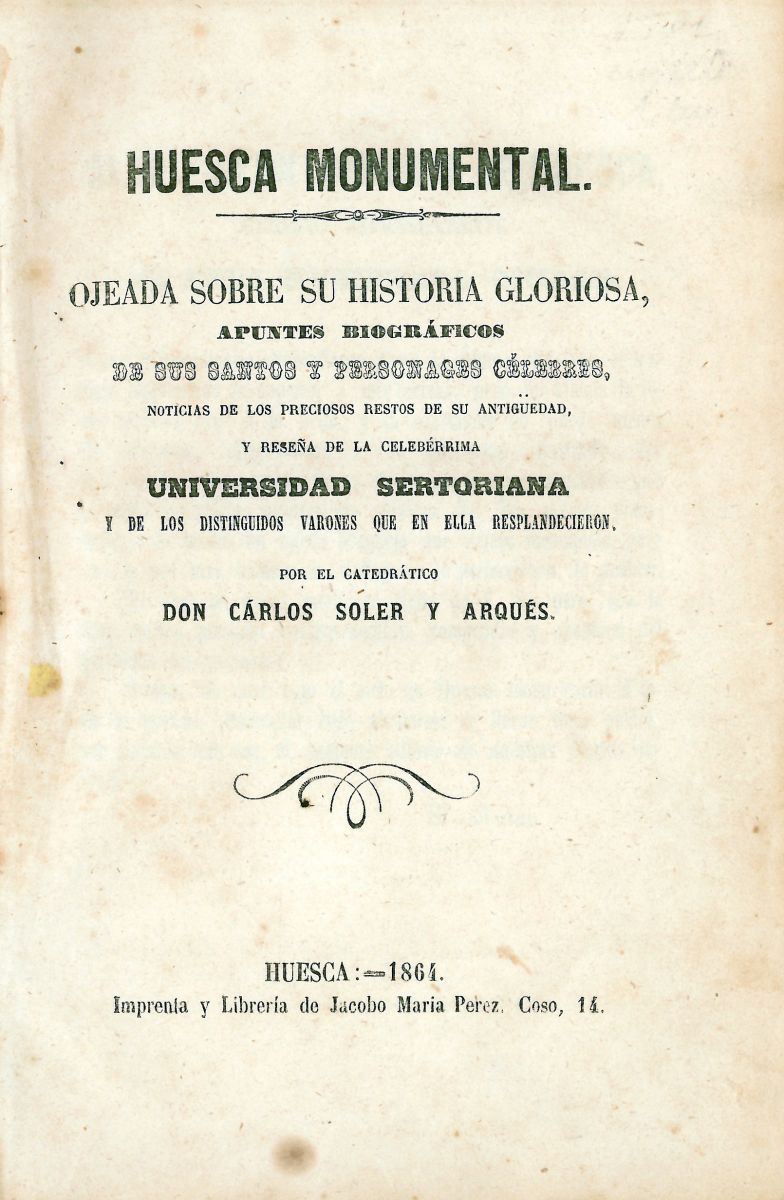 HUESCA MONUMENTAL.
OJEADA SOBRE SU HISTORIA GLORIOSA,
APUNTES BIOGRÁFICOS
DE SUS SANTOS Y PERSONAGES CÉLEBRES,
NOTICIAS DE LOS PRECIOSOS RESTOS DE SU ANTIGÜEDAD,
Y RESEÑA DE LA CELEBÉRRIMA
UNIVERSIDAD SERTORIANA
Y DE LOS DISTINGUIDOS VARONES QUE EN ELLA RESPLANDECIERON.
POR EL CATEDRÁTICO
DON CÁRLOS SOLER Y ARQUÉS.
HUESCA:=1864.
Imprenta y Librería de Jacobo Maria Perez. Coso, 14.